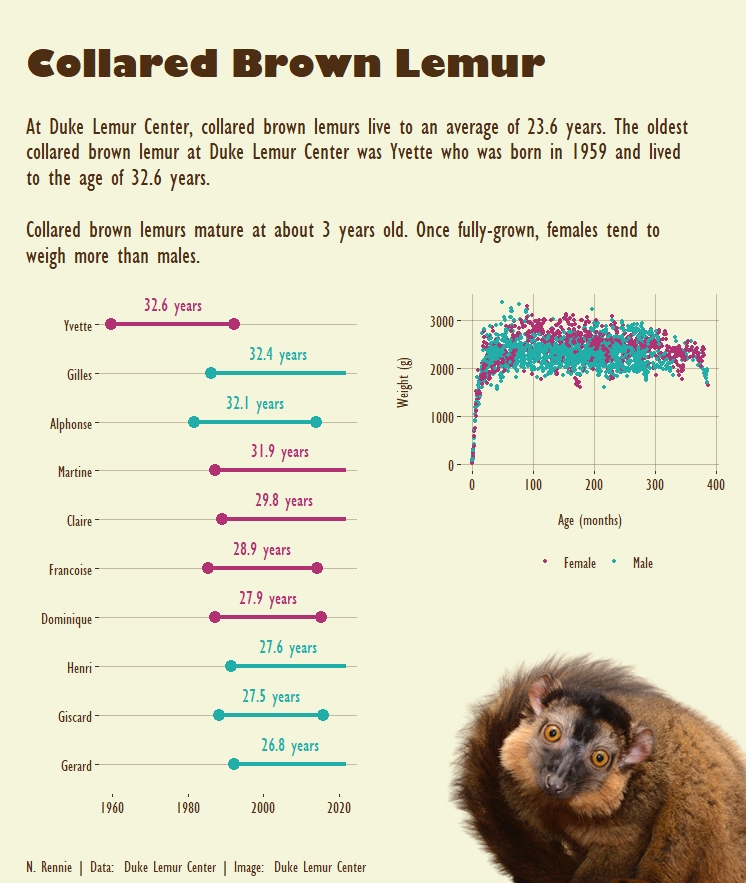 Collared Brown Lemur
At Duke Lemur Center, collared brown lemurs live to an average of 23.6 years. The oldest
collared brown lemur at Duke Lemur Center was Yvette who was born in 1959 and lived
to the age of 32.6 years.
Collared brown lemurs mature at about 3 years old. Once fully-grown, females tend to
weigh more than males.
32.6 years
Yvette
32.4 years
Gilles
32.1 years
Alphonse
31.9 years
Martine
29.8 years
Claire
28.9 years
Francoise
27.9 years
Dominique
27.6 years
Henri
27.5 years
Giscard
26.8 years
Gerard
1960 1980 2000 2020
Weight (g)
3000
2000
1000
0
0 100 200 300 400
Age (months)
Female Male
N. Rennie | Data: Duke Lemur Center | Image: Duke Lemur Center